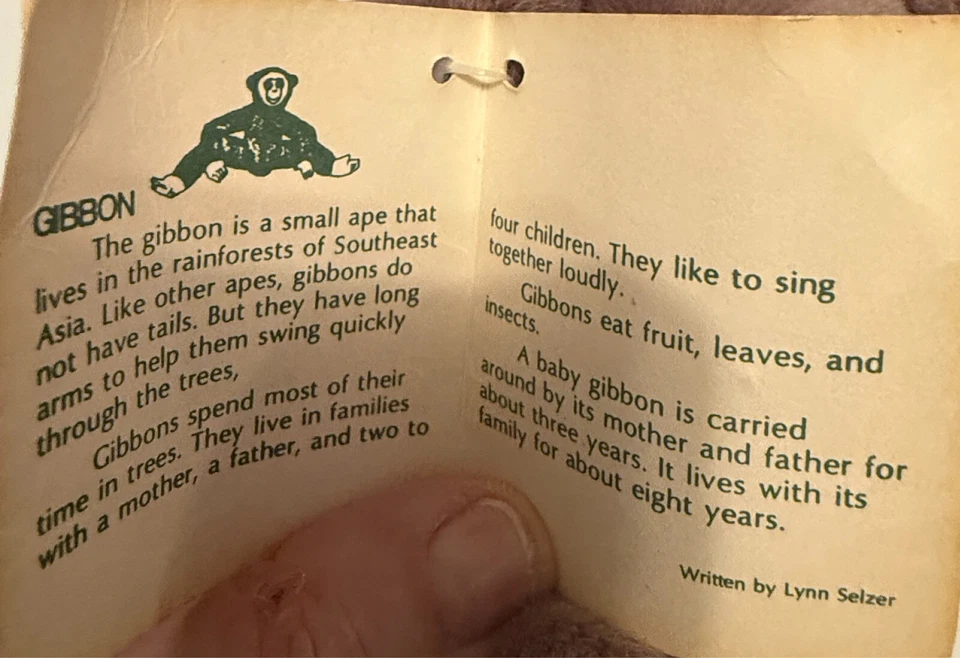 GIBBON
The gibbon is a small ape that
lives in the rainforests of Southeast
Asia. Like other apes, gibbons do
not have tails. But they have long
arms to help them swing quickly
through the trees,
Gibbons spend most of their
time in trees. They live in families
with a mother, a father, and two to
four children. They like to sing
together loudly.
Gibbons eat fruit, leaves, and
insects.
A baby gibbon is carried
around by its mother and father for
about three years. It lives with its
family for about eight years.
Written by Lynn Selzer